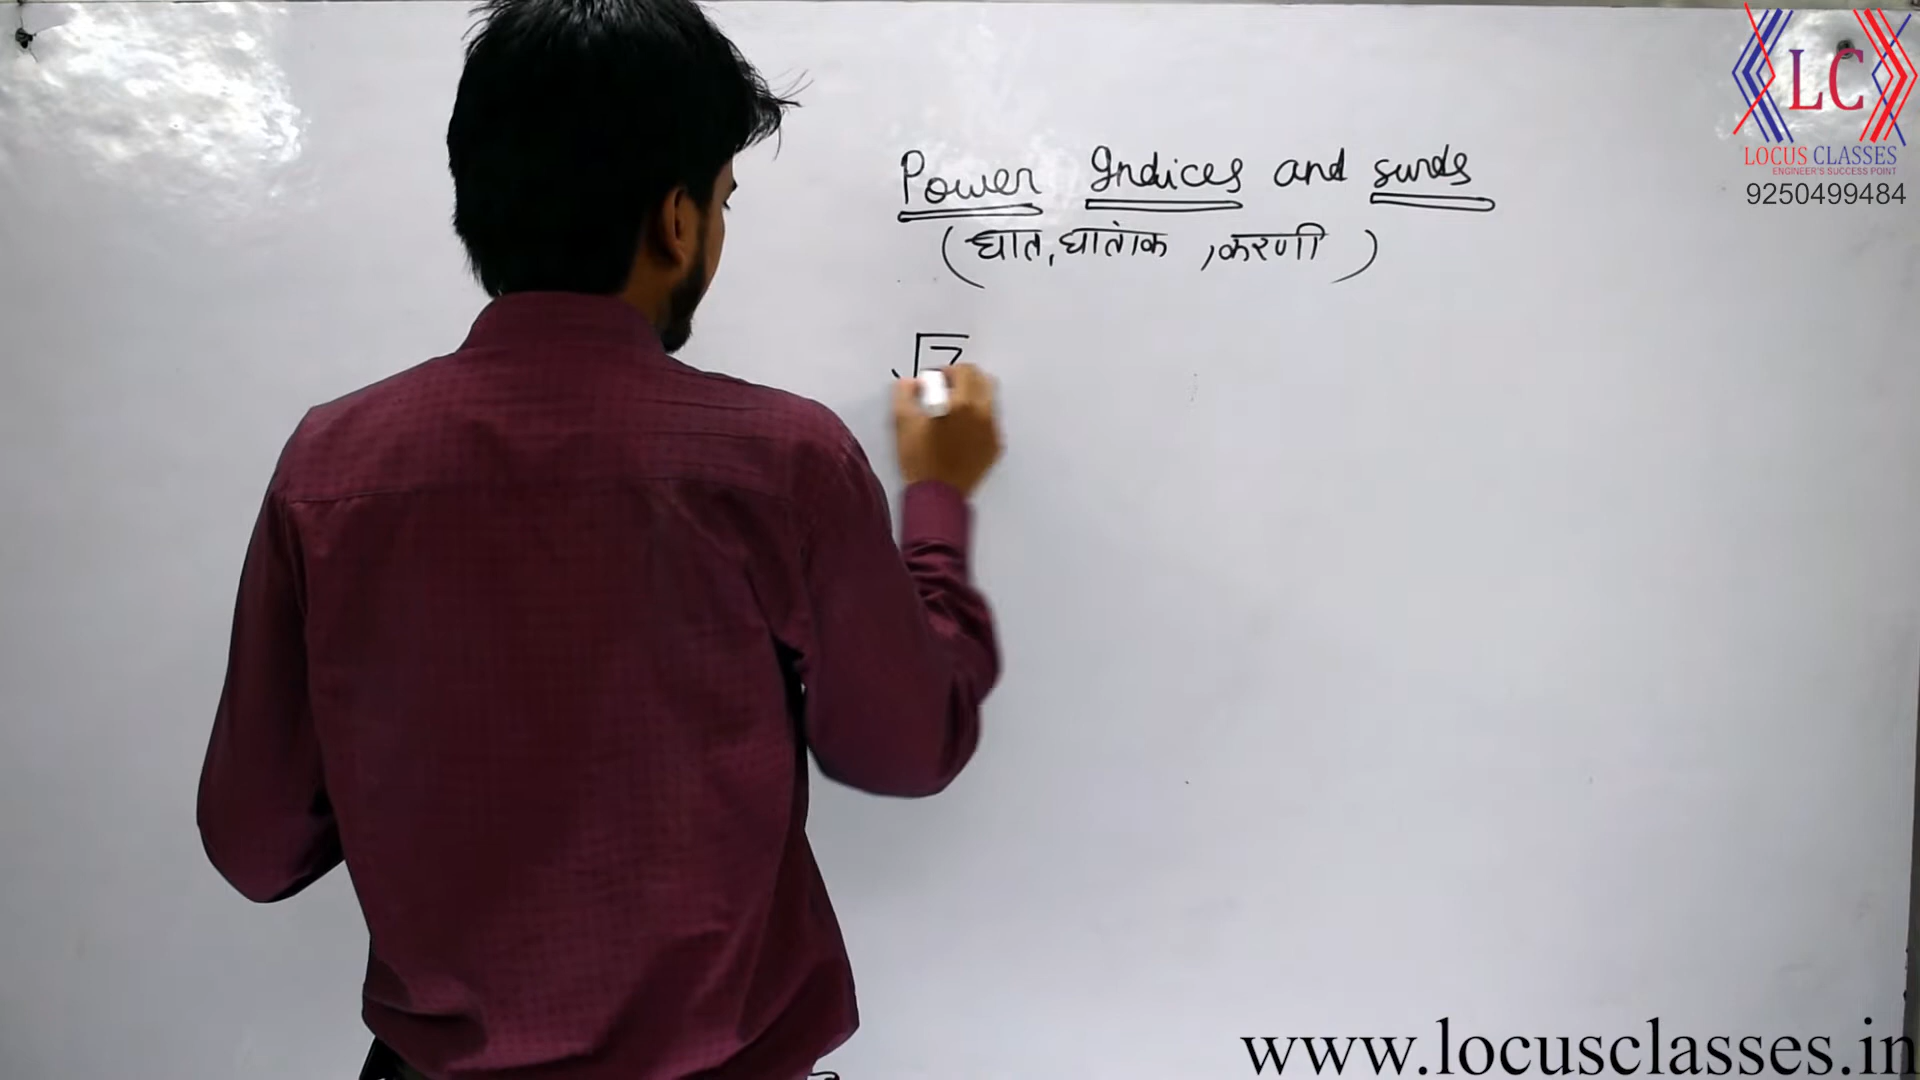 Power Indices and surds
(घात, घातांक , करणी )
LC
LOCUS CLASSES
ENGINEER'S SUCCESS POINT
9250499484
www.locusclasses.in